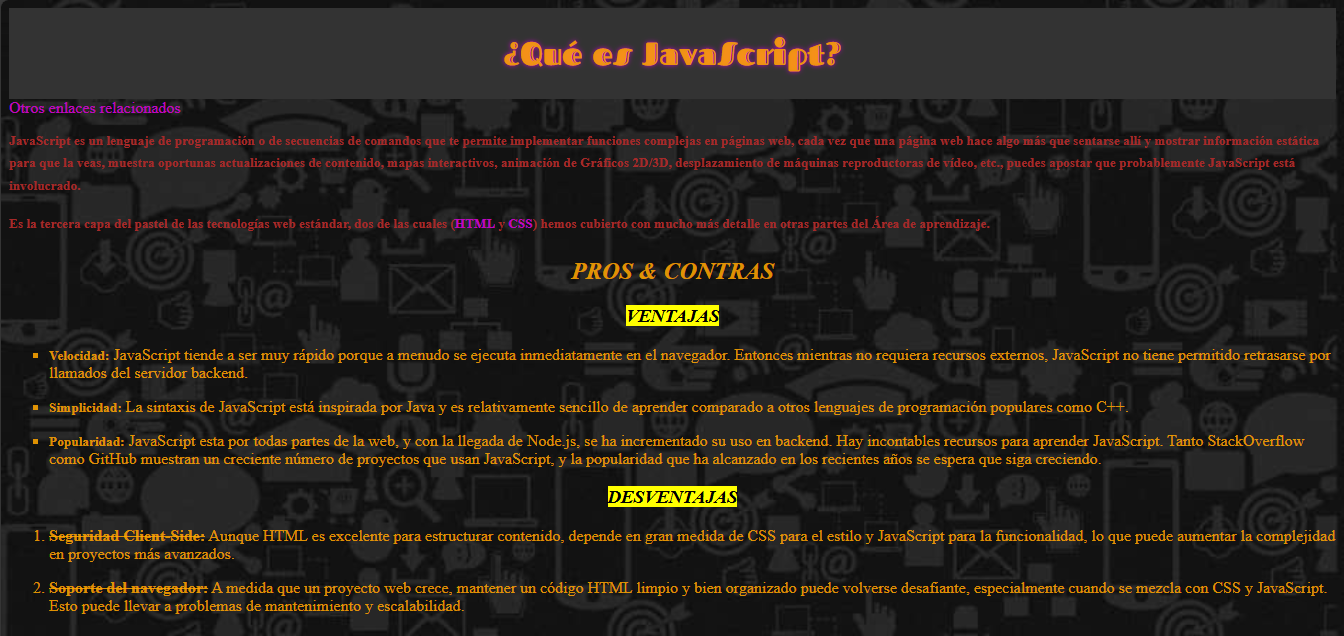 ¿Qué es JavaScript?
Otros enlaces relacionados
JavaScript es un lenguaje de programación o de secuencias de comandos que te permite implementar funciones complejas en páginas web, cada vez que una página web hace algo más que sentarse allí y mostrar información estática
para que la veas, muestra oportunas actualizaciones de contenido, mapas interactivos, animación de Gráficos 2D/3D, desplazamiento de máquinas reproductoras de vídeo, etc., puedes apostar que probablemente JavaScript está
involucrado.
Es la tercera capa del pastel de las tecnologías web estándar, dos de las cuales (HTML y CSS) hemos cubierto con mucho más detalle en otras partes del Área de aprendizaje.
PROS & CONTRAS
VENTAJAS
▪ Velocidad: JavaScript tiende a ser muy rápido porque a menudo se ejecuta inmediatamente en el navegador. Entonces mientras no requiera recursos externos, JavaScript no tiene permitido retrasarse por
llamados del servidor backend.
▪ Simplicidad: La sintaxis de JavaScript está inspirada por Java y es relativamente sencillo de aprender comparado a otros lenguajes de programación populares como C++.
▪ Popularidad: JavaScript esta por todas partes de la web, y con la llegada de Node.js, se ha incrementado su uso en backend. Hay incontables recursos para aprender JavaScript. Tanto StackOverflow
como GitHub muestran un creciente número de proyectos que usan JavaScript, y la popularidad que ha alcanzado en los recientes años se espera que siga creciendo.
DESVENTAJAS
1. Seguridad Client-Side: Aunque HTML es excelente para estructurar contenido, depende en gran medida de CSS para el estilo y JavaScript para la funcionalidad, lo que puede aumentar la complejidad
en proyectos más avanzados.
2. Soporte del navegador: A medida que un proyecto web crece, mantener un código HTML limpio y bien organizado puede volverse desafiante, especialmente cuando se mezcla con CSS y JavaScript.
Esto puede llevar a problemas de mantenimiento y escalabilidad.